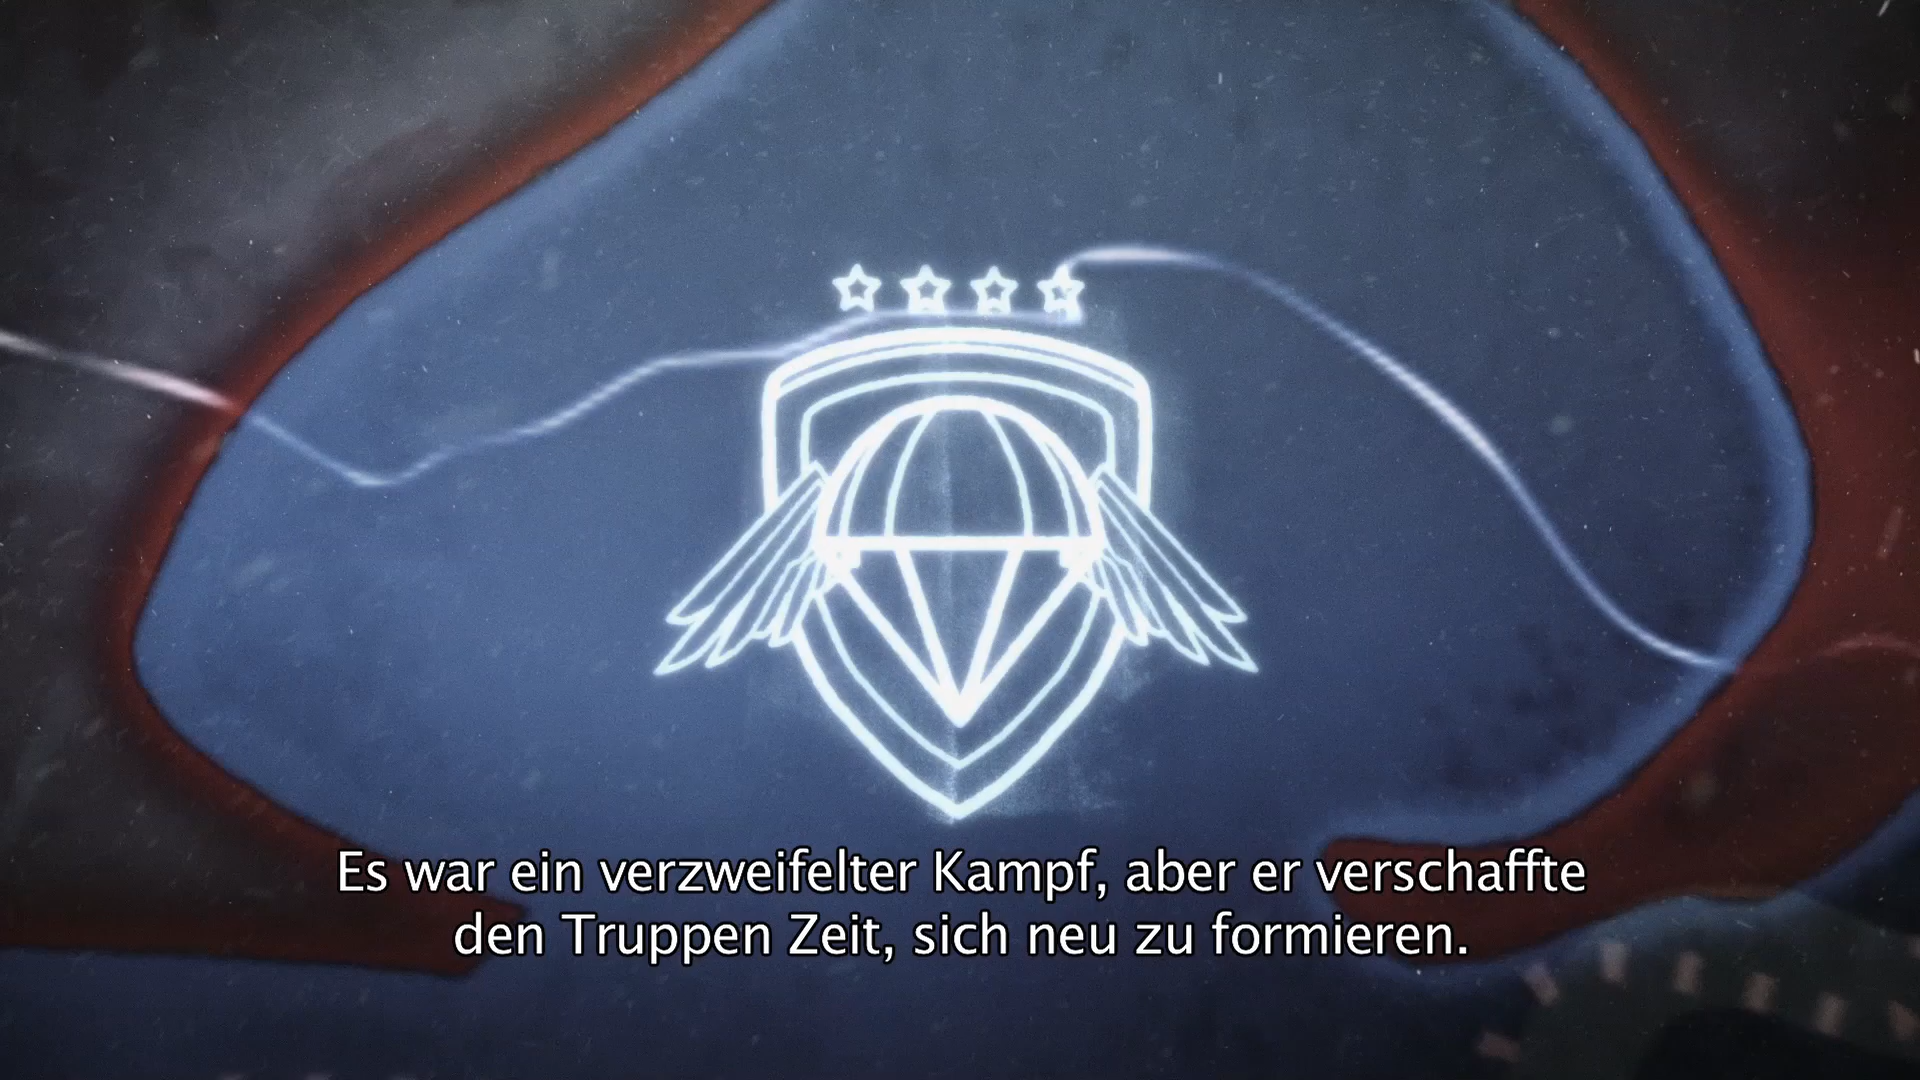 Es war ein verzweifelter Kampf, aber er verschaffte
den Truppen Zeit, sich neu zu formieren.